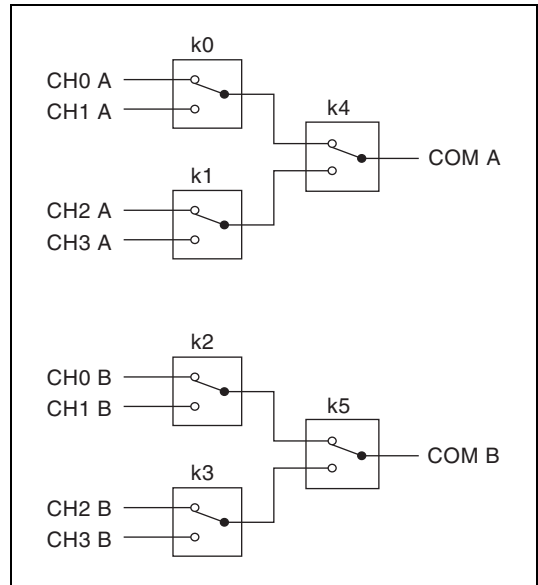 k0
CH0 A
CH1 A
k4
COM A
k1
CH2 A
CH3 A
k2
CH0 B
CH1 B
k5
COM B
k3
CH2 B
CH3 B